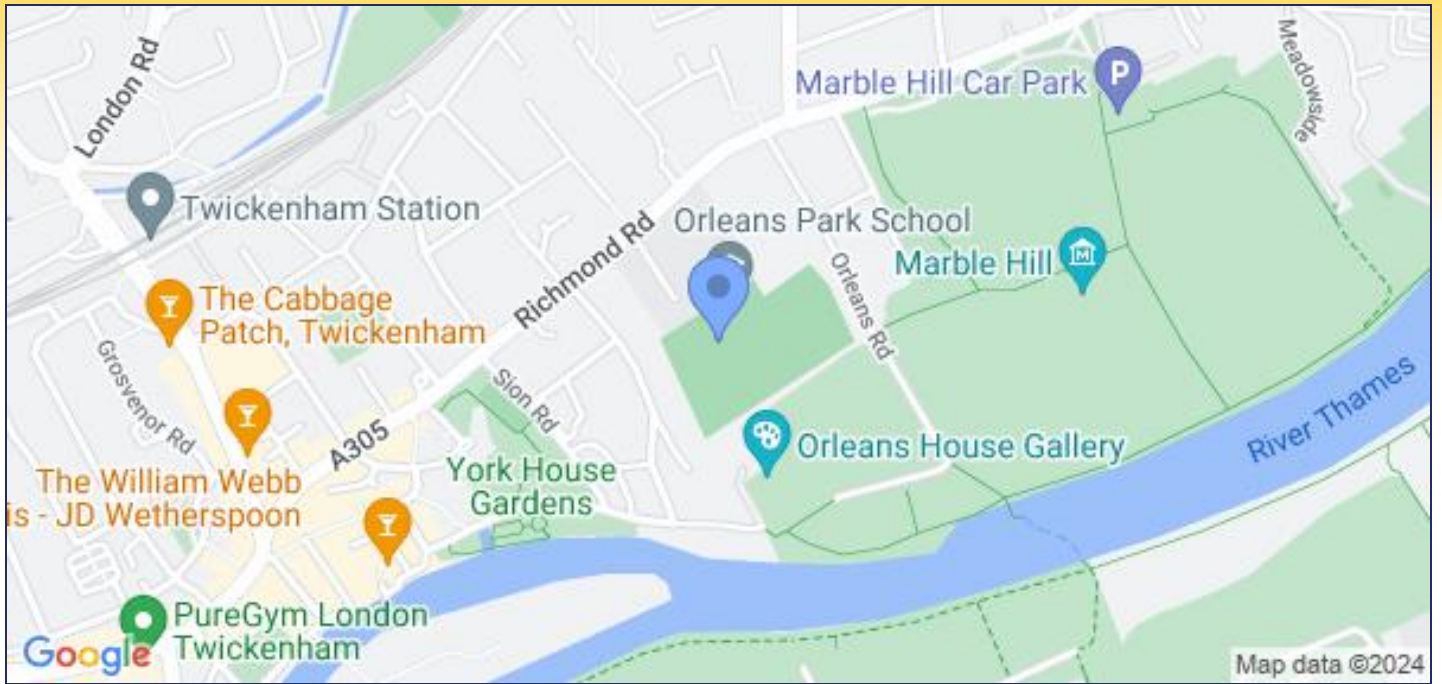 London Rd
Marble Hill Car Park
P
Meadowside
Twickenham Station
Richmond Rd
Orleans Park School
Orleans Rd
Marble Hill
M
The Cabbage
Patch, Twickenham
Grosvenor Rd
Sion Rd
A305
River Thames
Orleans House Gallery
York House
Gardens
The William Webb
is - JD Wetherspoon
PureGym London
Twickenham
Google
Map data ©2024